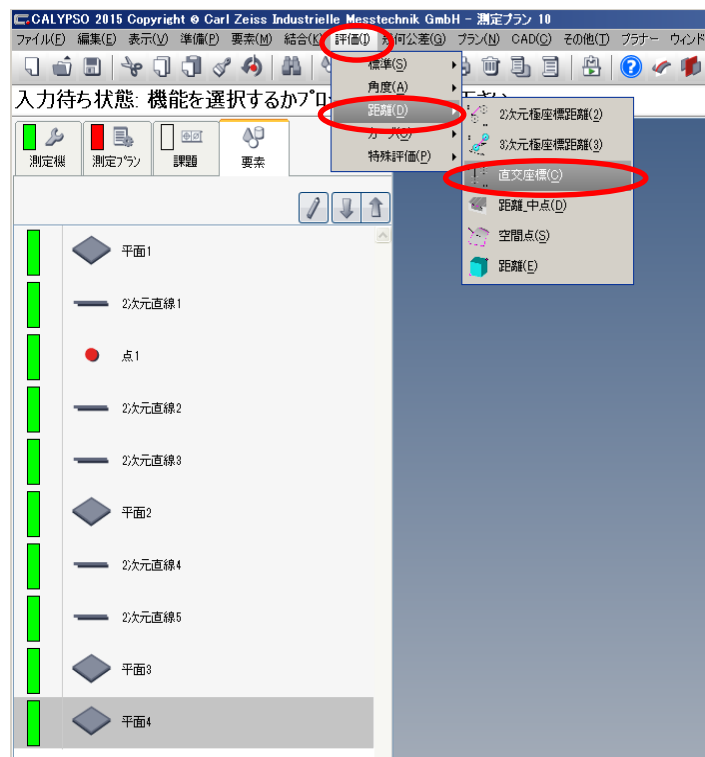 CALYPSO 2015 Copyright © Carl Zeiss Industrielle Messtechnik GmbH - 測定プラン 10
ファイル(F) 編集(E) 表示(V) 準備(P) 要素(M) 結合(K) 評価(I) 幾何公差(G) プラン(N) CAD(C) その他(T) プラナー ウィンド
入力待ち状態: 機能を選択するかプロ
標準(S)
角度(A)
距離(D)
特殊評価(P)
2次元極座標距離(2)
3次元極座標距離(3)
直交座標(C)
距離_中点(D)
空間点(S)
距離(E)
測定機 測定プラン 課題 要素
平面1
2次元直線1
点1
2次元直線2
2次元直線3
平面2
2次元直線4
2次元直線5
平面3
平面4